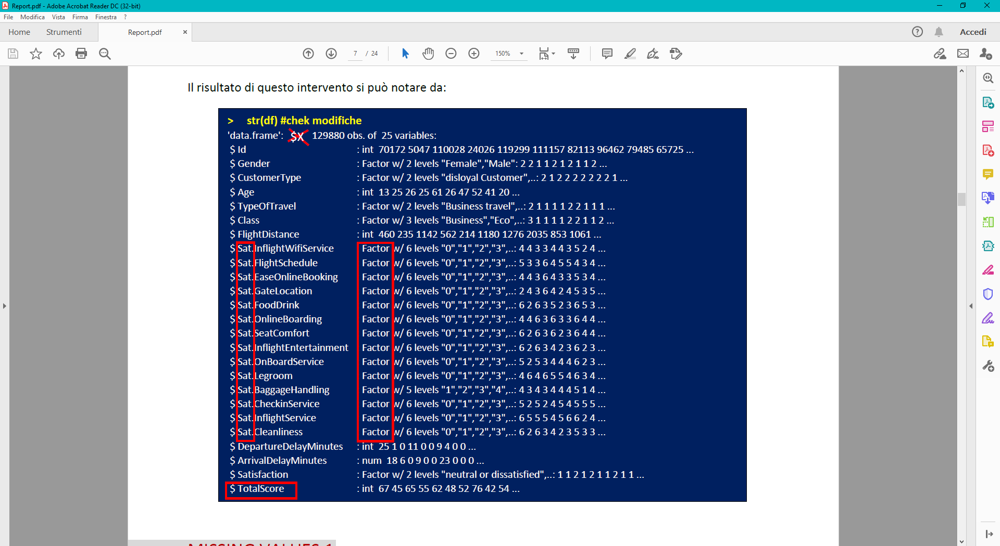 Report.pdf - Adobe Acrobat Reader DC (32-bit)
File Modifica Vista Firma Finestra ?
Home Strumenti Report.pdf × Accedi
7 / 24 150%
Il risultato di questo intervento si può notare da:
> str(df) #chek modifiche
'data.frame': $X 129880 obs. of 25 variables:
$ Id : int 70172 5047 110028 24026 119299 111157 82113 96462 79485 65725 ...
$ Gender : Factor w/ 2 levels "Female","Male": 2 2 1 1 2 1 2 1 1 2 ...
$ CustomerType : Factor w/ 2 levels "disloyal Customer",..: 2 1 2 2 2 2 2 2 2 1 ...
$ Age : int 13 25 26 25 61 26 47 52 41 20 ...
$ TypeOfTravel : Factor w/ 2 levels "Business travel",..: 2 1 1 1 1 2 2 1 1 1 ...
$ Class : Factor w/ 3 levels "Business","Eco",..: 3 1 1 1 1 2 2 1 1 2 ...
$ FlightDistance : int 460 235 1142 562 214 1180 1276 2035 853 1061 ...
$ Sat.InflightWifiService Factor w/ 6 levels "0","1","2","3",..: 4 4 3 3 4 4 3 5 2 4 ...
$ Sat.FlightSchedule Factor w/ 6 levels "0","1","2","3",..: 5 3 3 6 4 5 5 4 3 4 ...
$ Sat.EaseOnlineBooking Factor w/ 6 levels "0","1","2","3",..: 4 4 3 6 4 3 3 5 3 4 ...
$ Sat.GateLocation Factor w/ 6 levels "0","1","2","3",..: 2 4 3 6 4 2 4 5 3 5 ...
$ Sat.FoodDrink Factor w/ 6 levels "0","1","2","3",..: 6 2 6 3 5 2 3 6 5 3 ...
$ Sat.OnlineBoarding Factor w/ 6 levels "0","1","2","3",..: 4 4 6 3 6 3 3 6 4 4 ...
$ Sat.SeatComfort Factor w/ 6 levels "0","1","2","3",..: 6 2 6 3 6 2 3 6 4 4 ...
$ Sat.InflightEntertainment Factor w/ 6 levels "0","1","2","3",..: 6 2 6 3 4 2 3 6 2 3 ...
$ Sat.OnBoardService Factor w/ 6 levels "0","1","2","3",..: 5 2 5 3 4 4 4 6 2 3 ...
$ Sat.Legroom Factor w/ 6 levels "0","1","2","3",..: 4 6 4 6 5 5 4 6 3 4 ...
$ Sat.BaggageHandling Factor w/ 5 levels "1","2","3","4",..: 4 3 4 3 4 4 4 5 1 4 ...
$ Sat.CheckinService Factor w/ 6 levels "0","1","2","3",..: 5 2 5 2 4 5 4 5 5 5 ...
$ Sat.InflightService Factor w/ 6 levels "0","1","2","3",..: 6 5 5 5 4 5 6 6 2 4 ...
$ Sat.Cleanliness Factor w/ 6 levels "0","1","2","3",..: 6 2 6 3 4 2 3 5 3 3 ...
$ DepartureDelayMinutes : int 25 1 0 11 0 0 9 4 0 0 ...
$ ArrivalDelayMinutes : num 18 6 0 9 0 0 23 0 0 0 ...
$ Satisfaction : Factor w/ 2 levels "neutral or dissatisfied",..: 1 1 2 1 2 1 1 2 1 1 ...
$ TotalScore : int 67 45 65 55 62 48 52 76 42 54 ...
MISSING VALUES 1